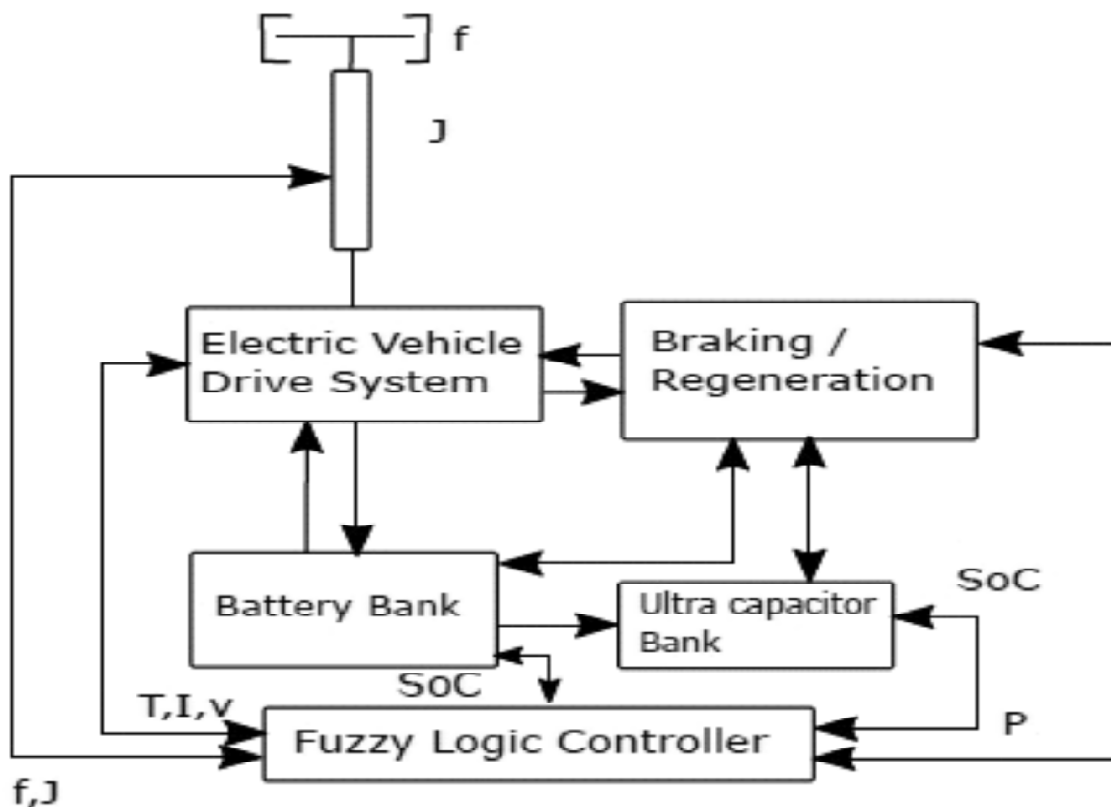 f
J
Electric Vehicle
Drive System
Braking /
Regeneration
Battery Bank
Ultra capacitor
Bank
SoC
SoC
T,I,v
P
Fuzzy Logic Controller
f,J